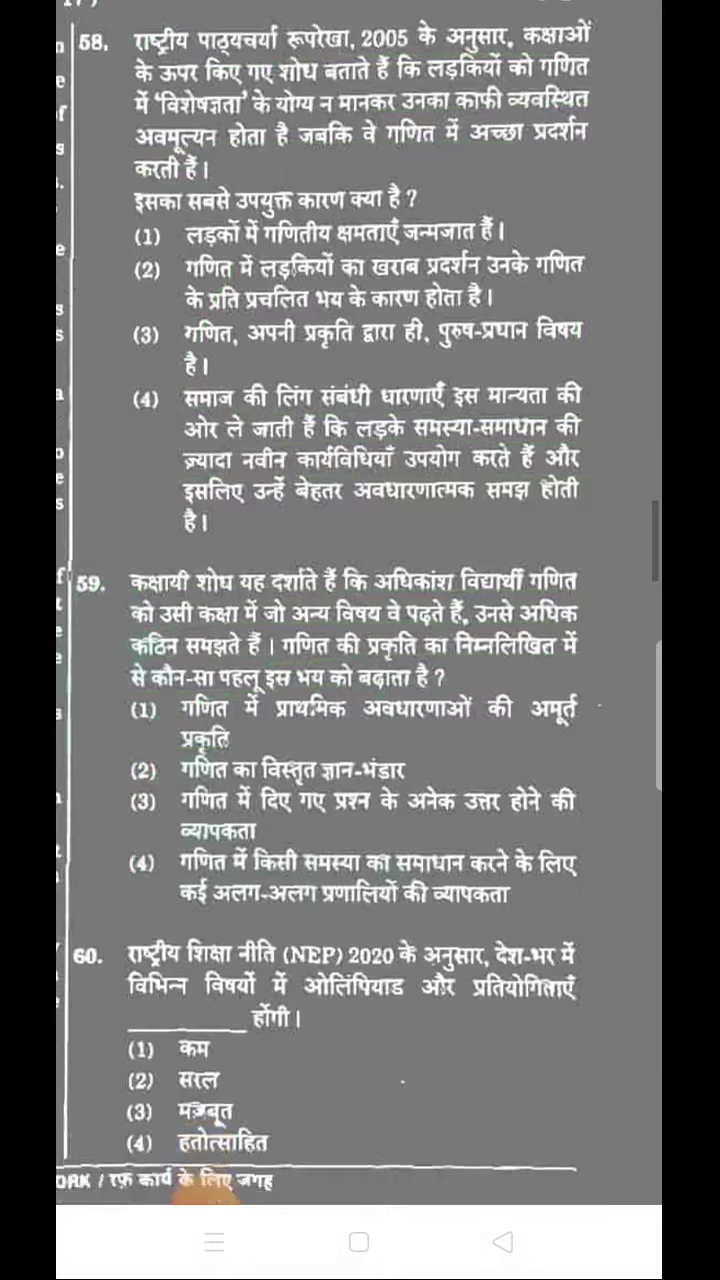 58. राष्ट्रीय पाठ्यचर्या रूपरेखा, 2005 के अनुसार, कक्षाओं
के ऊपर किए गए शोध बताते हैं कि लड़कियों को गणित
में ‘विशेषज्ञता’ के योग्य न मानकर उनका काफी व्यवस्थित
अवमूल्यन होता है जबकि वे गणित में अच्छा प्रदर्शन
करती हैं।
इसका सबसे उपयुक्त कारण क्या है ?
(1) लड़कों में गणितीय क्षमताएँ जन्मजात हैं।
(2) गणित में लड़कियों का खराब प्रदर्शन उनके गणित
के प्रति प्रचलित भय के कारण होता है।
(3) गणित, अपनी प्रकृति द्वारा ही, पुरुष-प्रधान विषय
है।
(4) समाज की लिंग संबंधी धारणाएँ इस मान्यता की
ओर ले जाती हैं कि लड़के समस्या-समाधान की
ज़्यादा नवीन कार्यविधियाँ उपयोग करते हैं और
इसलिए उन्हें बेहतर अवधारणात्मक समझ होती
है।
59. कक्षायी शोध यह दर्शाते हैं कि अधिकांश विद्यार्थी गणित
को उसी कक्षा में जो अन्य विषय वे पढ़ते हैं, उनसे अधिक
कठिन समझते हैं। गणित की प्रकृति का निम्नलिखित में
से कौन-सा पहलू इस भय को बढ़ाता है ?
(1) गणित में प्राथमिक अवधारणाओं की अमूर्त
प्रकृति
(2) गणित का विस्तृत ज्ञान-भंडार
(3) गणित में दिए गए प्रश्न के अनेक उत्तर होने की
व्यापकता
(4) गणित में किसी समस्या का समाधान करने के लिए
कई अलग-अलग प्रणालियों की व्यापकता
60. राष्ट्रीय शिक्षा नीति (NEP) 2020 के अनुसार, देश-भर में
विभिन्न विषयों में ओलंपियाड और प्रतियोगिताएँ
__________ होंगी।
(1) कम
(2) सरल
(3) मज़बूत
(4) हतोत्साहित
ORK / रफ़ कार्य के लिए जगह